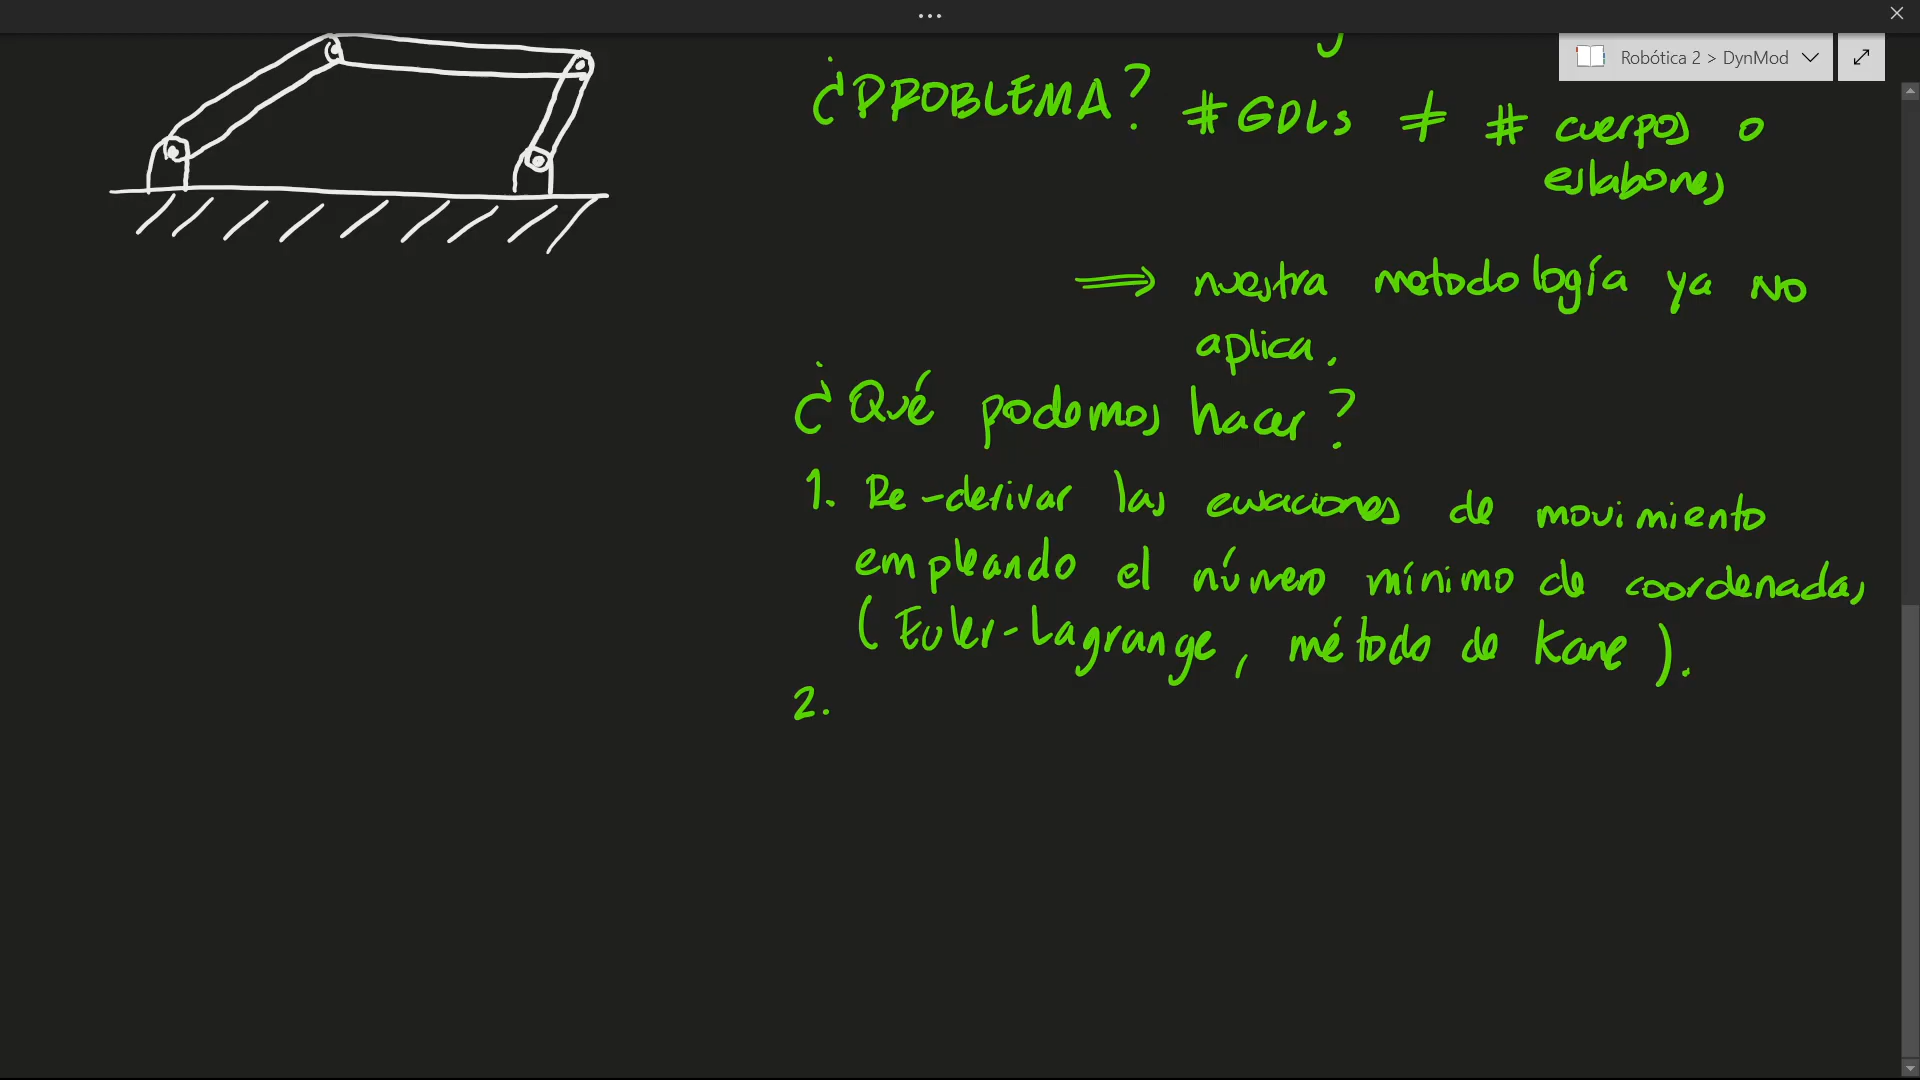 ...
Robótica 2 > DynMod
¿PROBLEMA? # GDLs ≠ # cuerpos o
eslabones
⟹ nuestra metodología ya NO
aplica.
¿Qué podemos hacer?
1. Re-derivar las ecuaciones de movimiento
empleando el número mínimo de coordenadas
(Euler-Lagrange, método de Kane).
2.